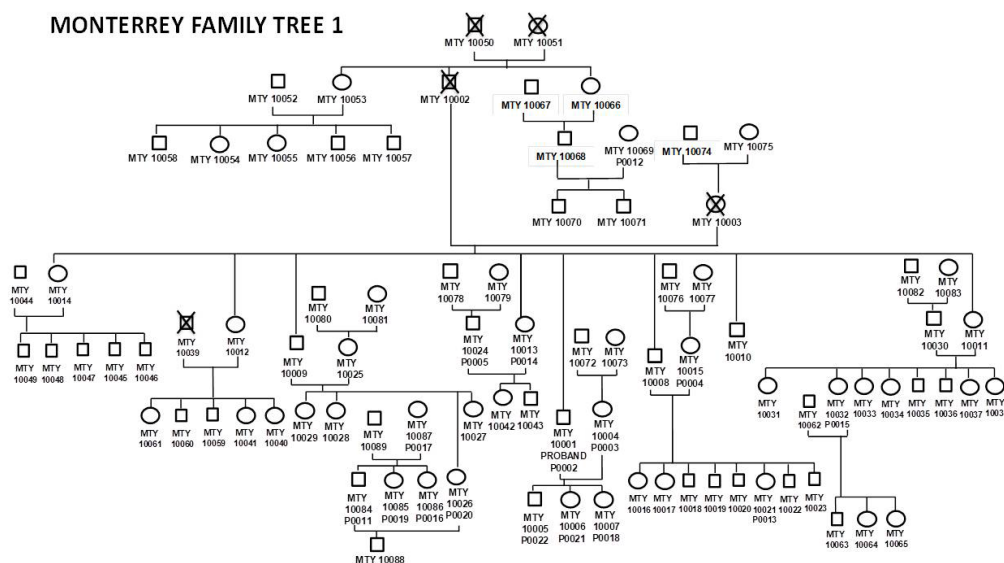 MONTERREY FAMILY TREE 1
MTY 10050
MTY 10051
MTY 10052
MTY 10053
MTY 10002
MTY 10067
MTY 10066
MTY 10058
MTY 10054
MTY 10055
MTY 10056
MTY 10057
MTY 10068
MTY 10069
P0012
MTY 10074
MTY 10075
MTY 10070
MTY 10071
MTY 10003
MTY
10044
MTY
10014
MTY
10049
MTY
10048
MTY
10047
MTY
10045
MTY
10046
MTY
10039
MTY
10012
MTY
10061
MTY
10060
MTY
10059
MTY
10041
MTY
10040
MTY
10080
MTY
10081
MTY
10009
MTY
10025
MTY
10029
MTY
10028
MTY
10027
MTY
10089
MTY
10087
P0017
MTY
10084
P0011
MTY
10085
P0019
MTY
10086
P0016
MTY
10026
P0020
MTY 10088
MTY
10078
MTY
10079
MTY
10024
P0005
MTY
10013
P0014
MTY
10042
MTY
10043
MTY
10072
MTY
10073
MTY
10001
PROBAND
P0002
MTY
10004
P0003
MTY
10005
P0022
MTY
10006
P0021
MTY
10007
P0018
MTY
10076
MTY
10077
MTY
10008
MTY
10015
P0004
MTY
10016
MTY
10017
MTY
10018
MTY
10019
MTY
10020
MTY
10021
P0013
MTY
10022
MTY
10023
MTY
10010
MTY
10082
MTY
10083
MTY
10030
MTY
10011
MTY
10031
MTY
10062
MTY
10032
P0015
MTY
10033
MTY
10034
MTY
10035
MTY
10036
MTY
10037
MTY
MTY
10063
MTY
10064
MTY
10065